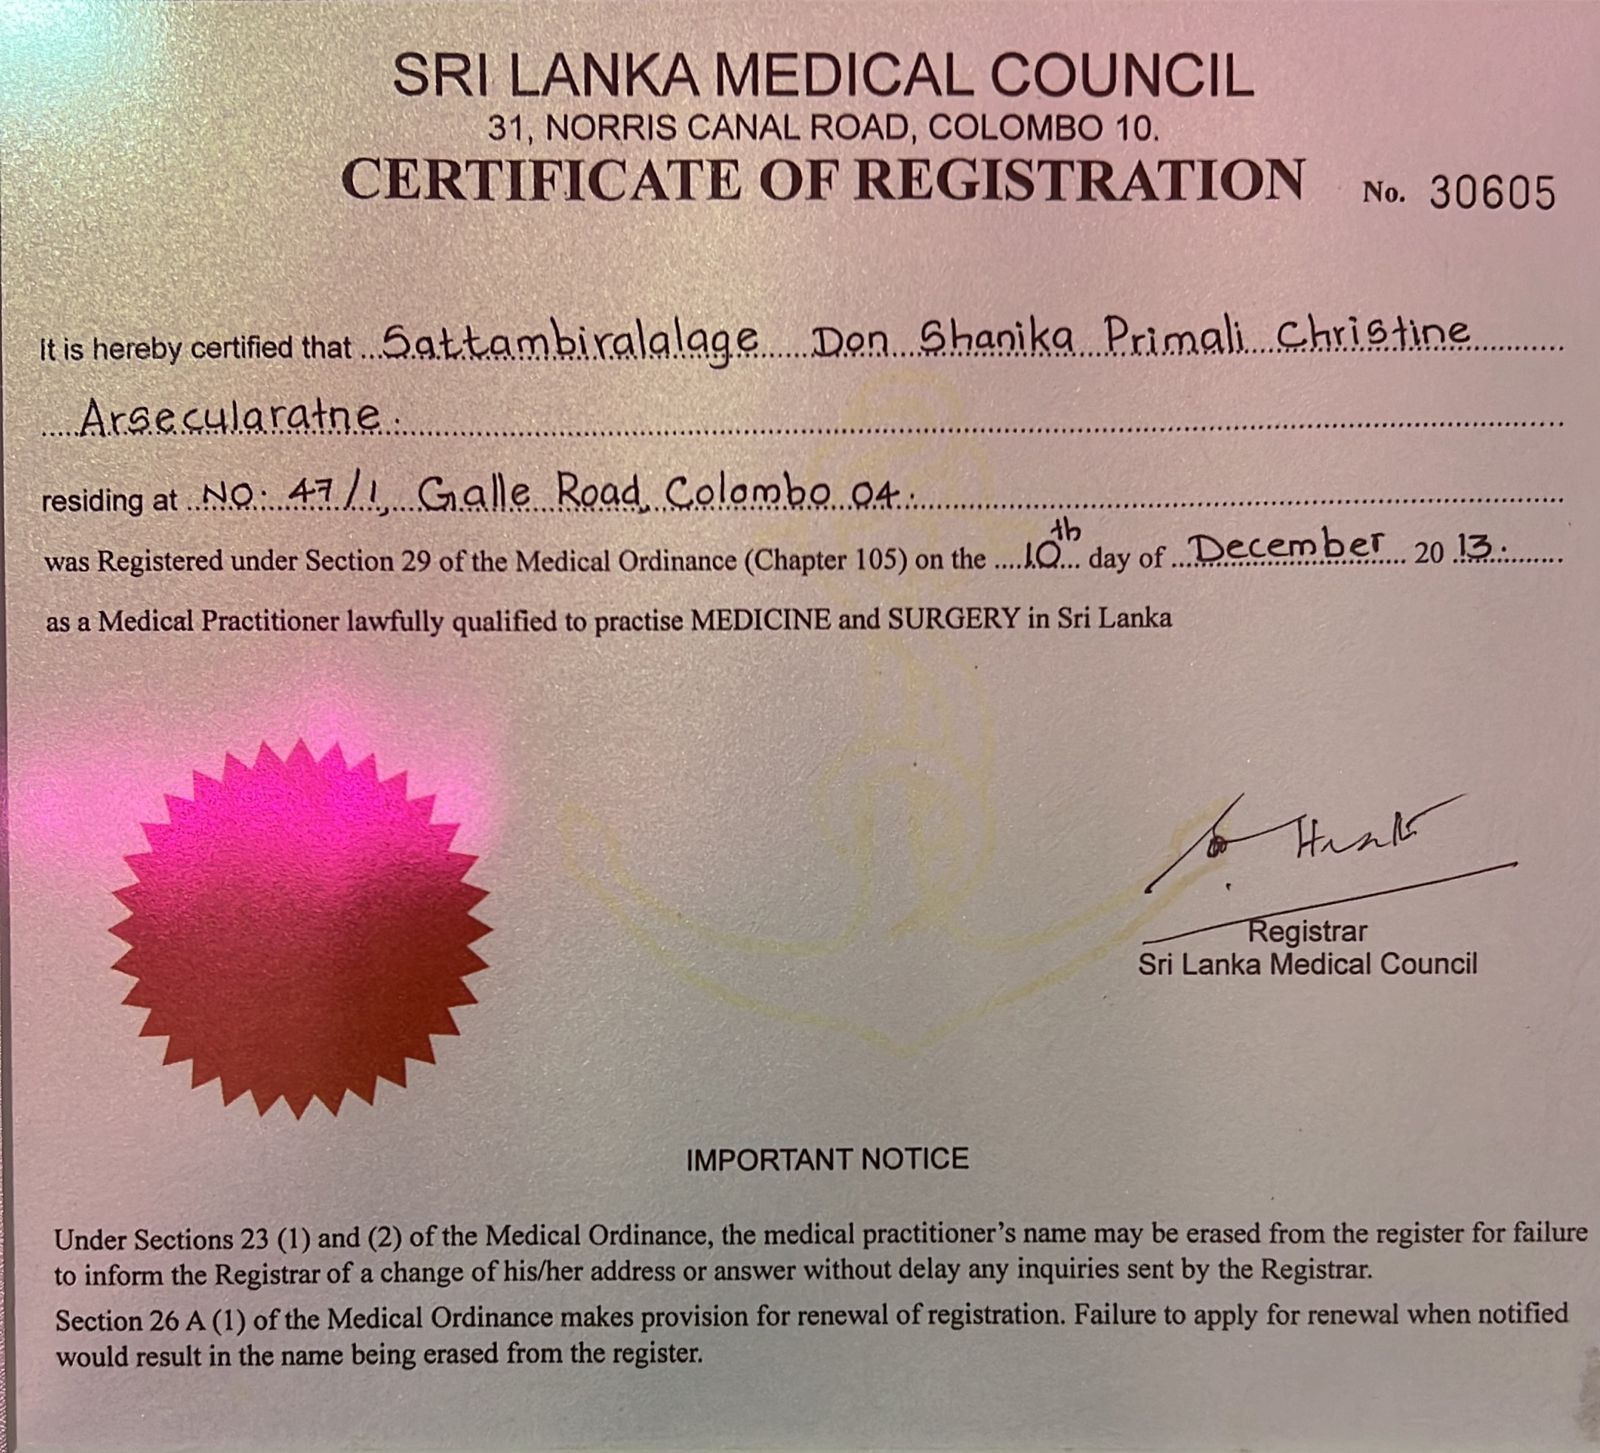 SRI LANKA MEDICAL COUNCIL
31, NORRIS CANAL ROAD, COLOMBO 10.
CERTIFICATE OF REGISTRATION No. 30605
It is hereby certified that Sattambiralalage Don Shanika Primali Christine
Arsecularatne.
residing at NO: 47/1, Galle Road, Colombo 04.
was Registered under Section 29 of the Medical Ordinance (Chapter 105) on the 10th day of December 2013.
as a Medical Practitioner lawfully qualified to practise MEDICINE and SURGERY in Sri Lanka
Registrar
Sri Lanka Medical Council
IMPORTANT NOTICE
Under Sections 23 (1) and (2) of the Medical Ordinance, the medical practitioner's name may be erased from the register for failure
to inform the Registrar of a change of his/her address or answer without delay any inquiries sent by the Registrar.
Section 26 A (1) of the Medical Ordinance makes provision for renewal of registration. Failure to apply for renewal when notified
would result in the name being erased from the register.